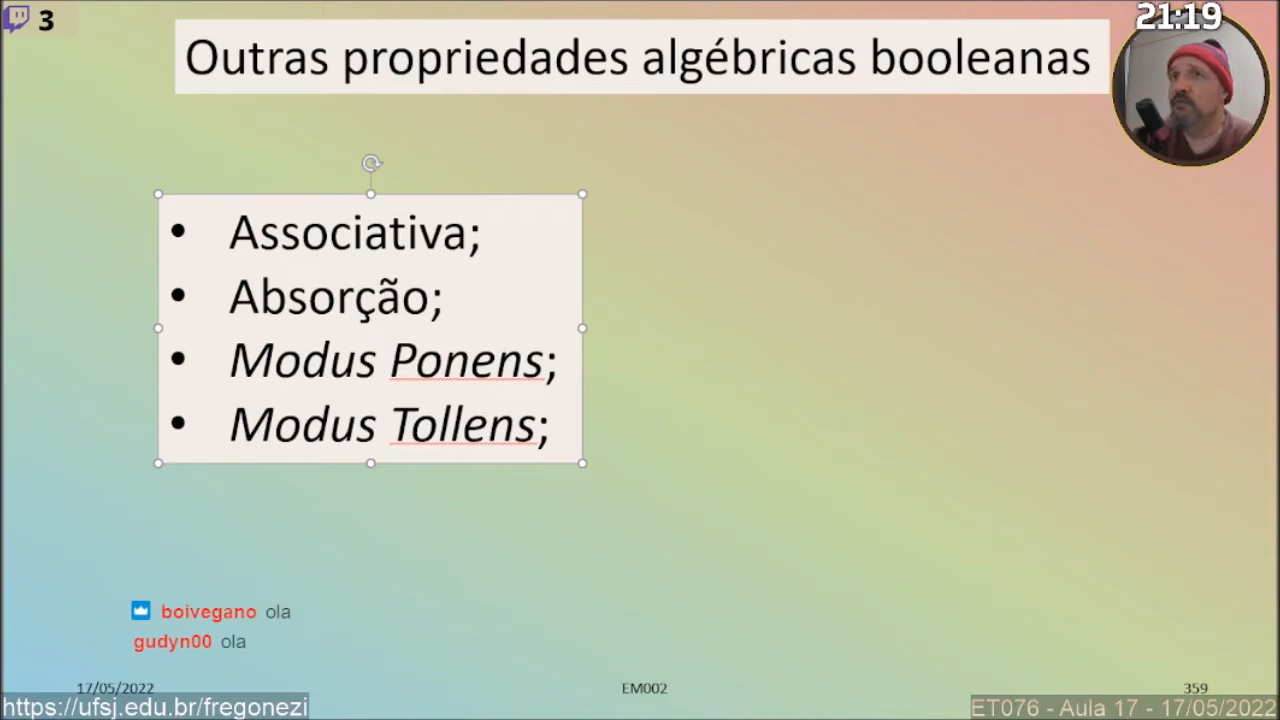 3
21:19
Outras propriedades algébricas booleanas
• Associativa;
• Absorção;
• Modus Ponens;
• Modus Tollens;
boivegano ola
gudyn00 ola
17/05/2022 EM002 359
https://ufsj.edu.br/fregonezi ET076 - Aula 17 - 17/05/2022